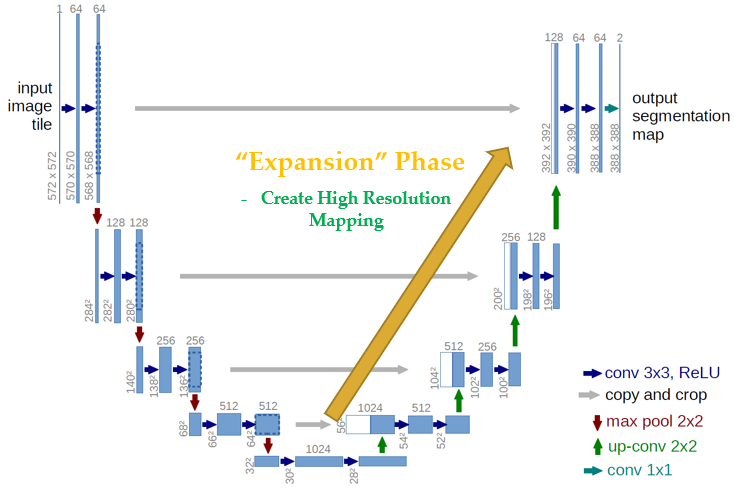 1 64 64
128 64 64 2
input
image
tile
output
segmentation
map
572 x 572
570 x 570
568 x 568
392 x 392
390 x 390
388 x 388
388 x 388
“Expansion” Phase
- Create High Resolution
Mapping
128 128
256 128
284²
282²
280²
200²
198²
196²
256 256
512 256
140²
138²
136²
104²
102²
100²
512 512
1024 512
68²
66²
64²
56²
54²
52²
1024
32²
30²
28²
conv 3x3, ReLU
copy and crop
max pool 2x2
up-conv 2x2
conv 1x1